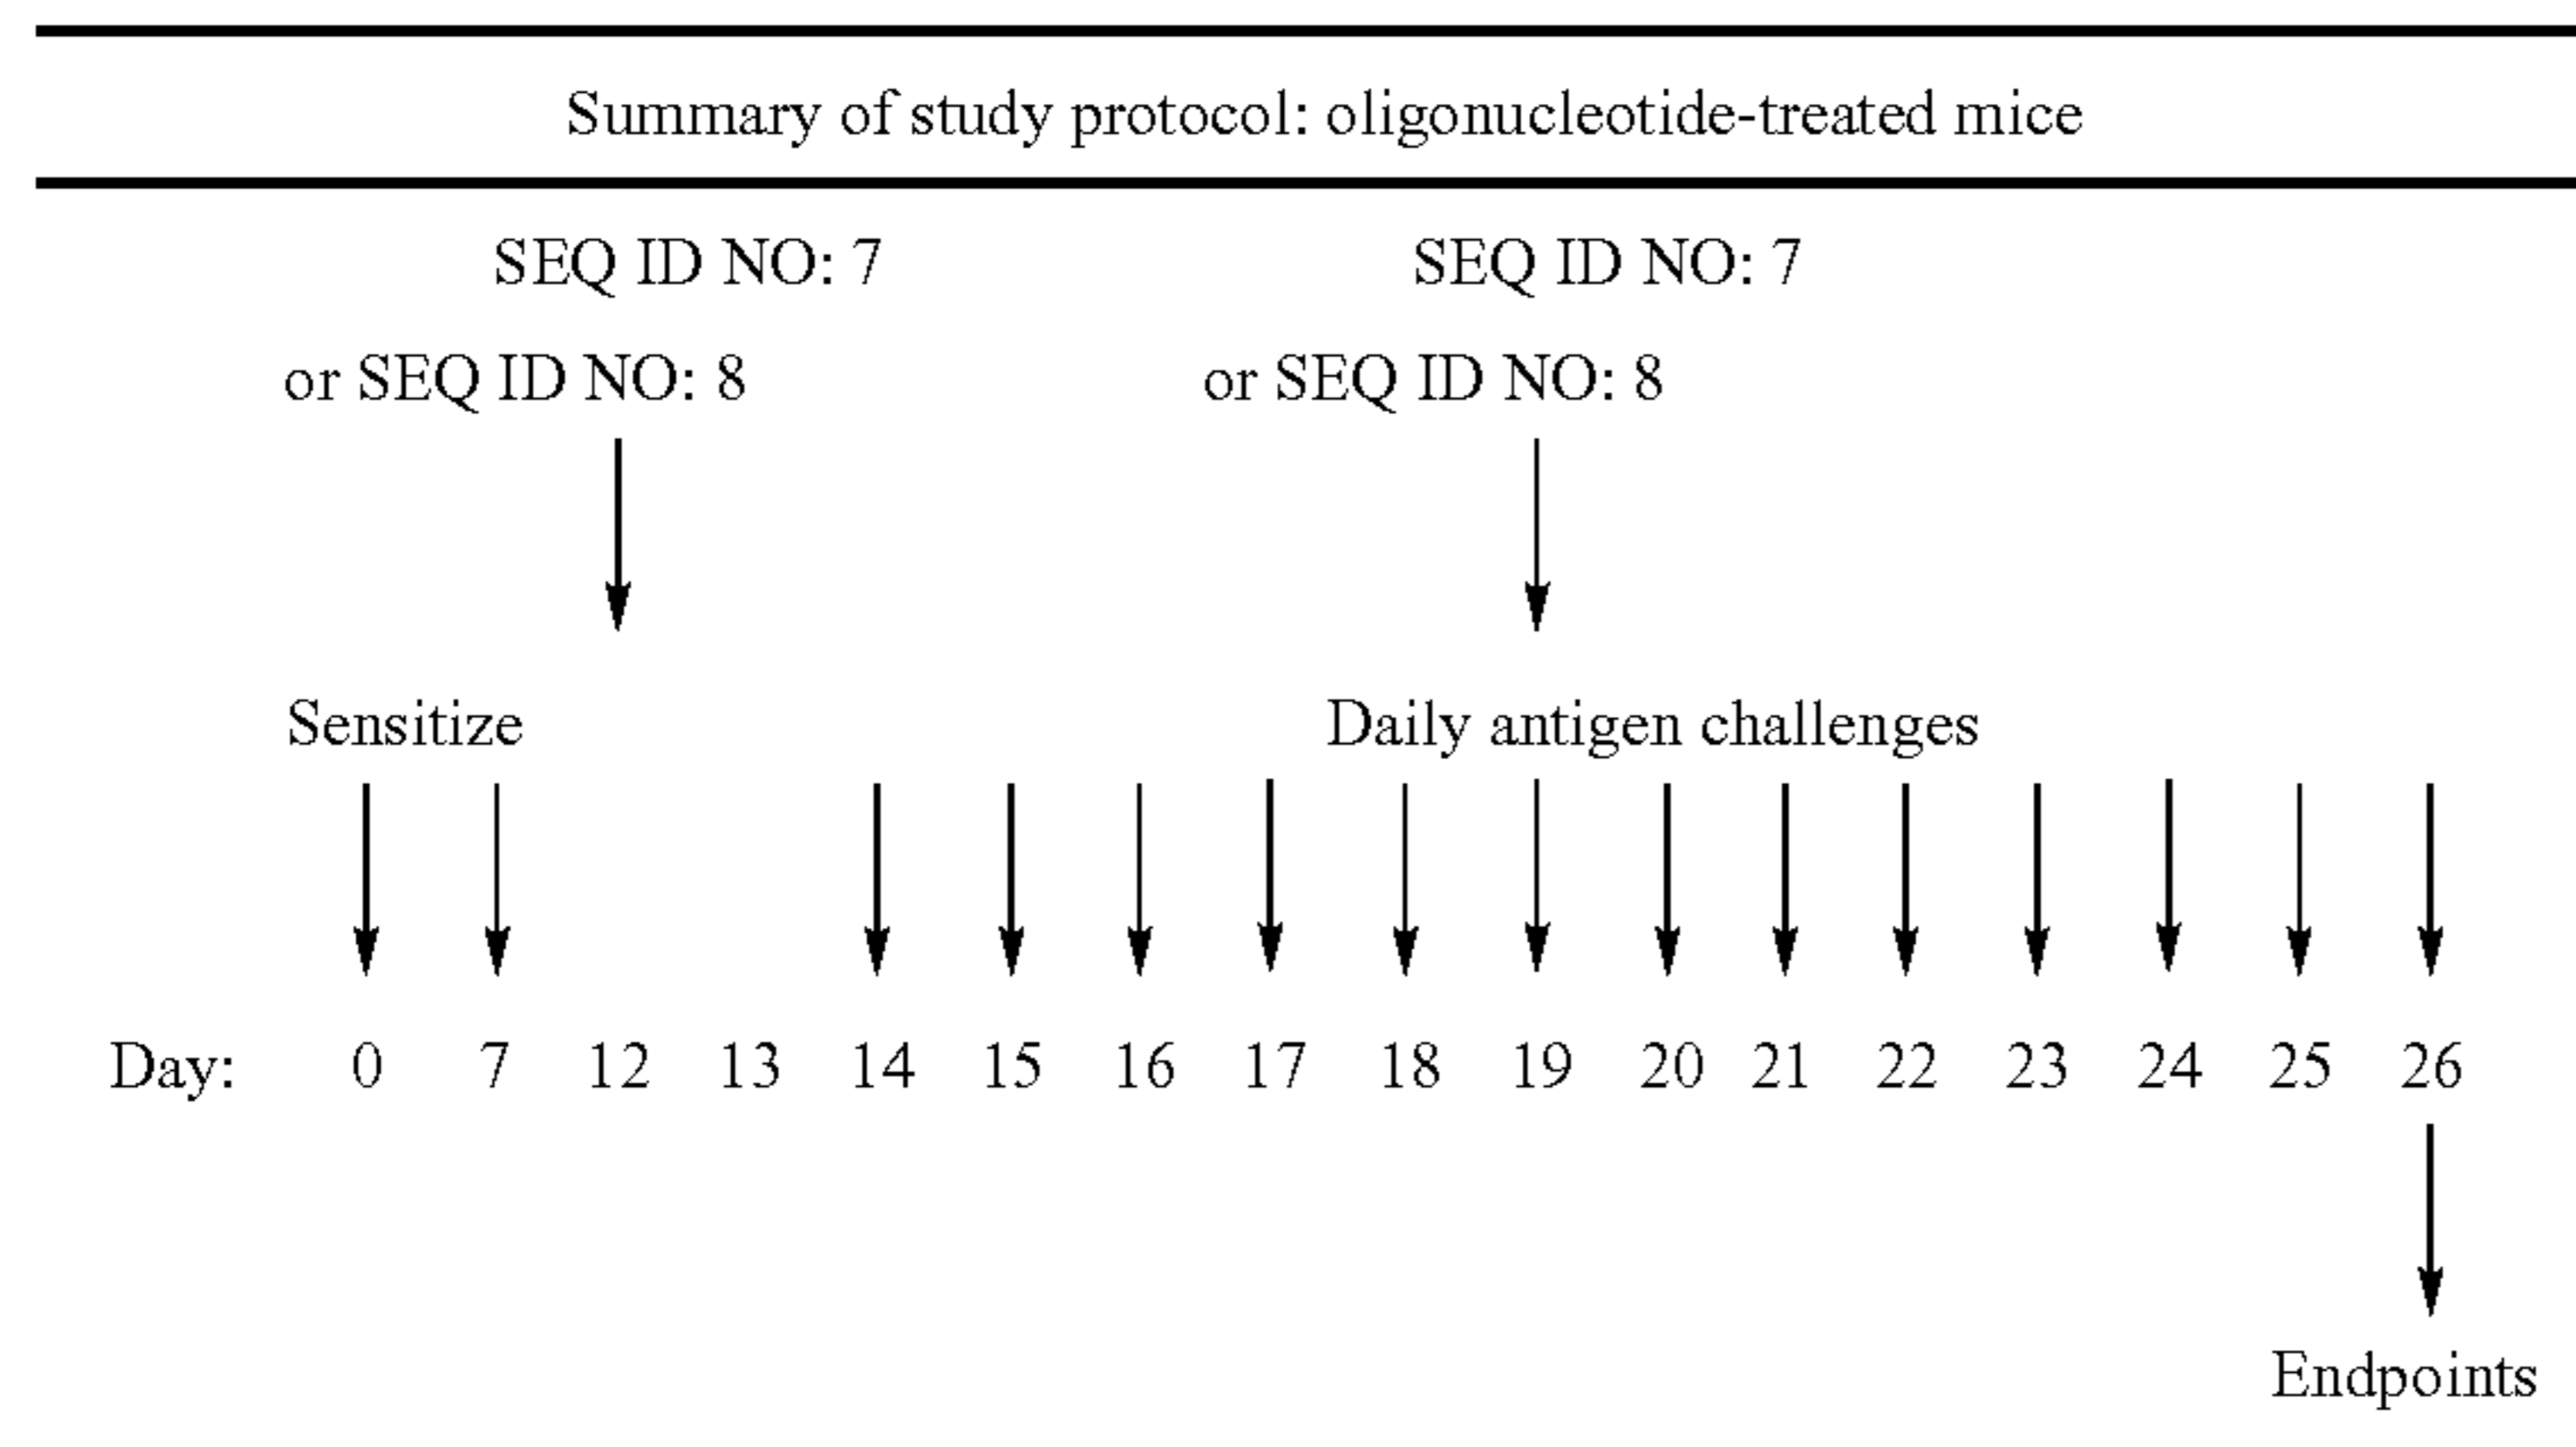 Summary of study protocol: oligonucleotide-treated mice
SEQ ID NO: 7 SEQ ID NO: 7
or SEQ ID NO: 8 or SEQ ID NO: 8
Sensitize Daily antigen challenges
Day: 0 7 12 13 14 15 16 17 18 19 20 21 22 23 24 25 26
Endpoints